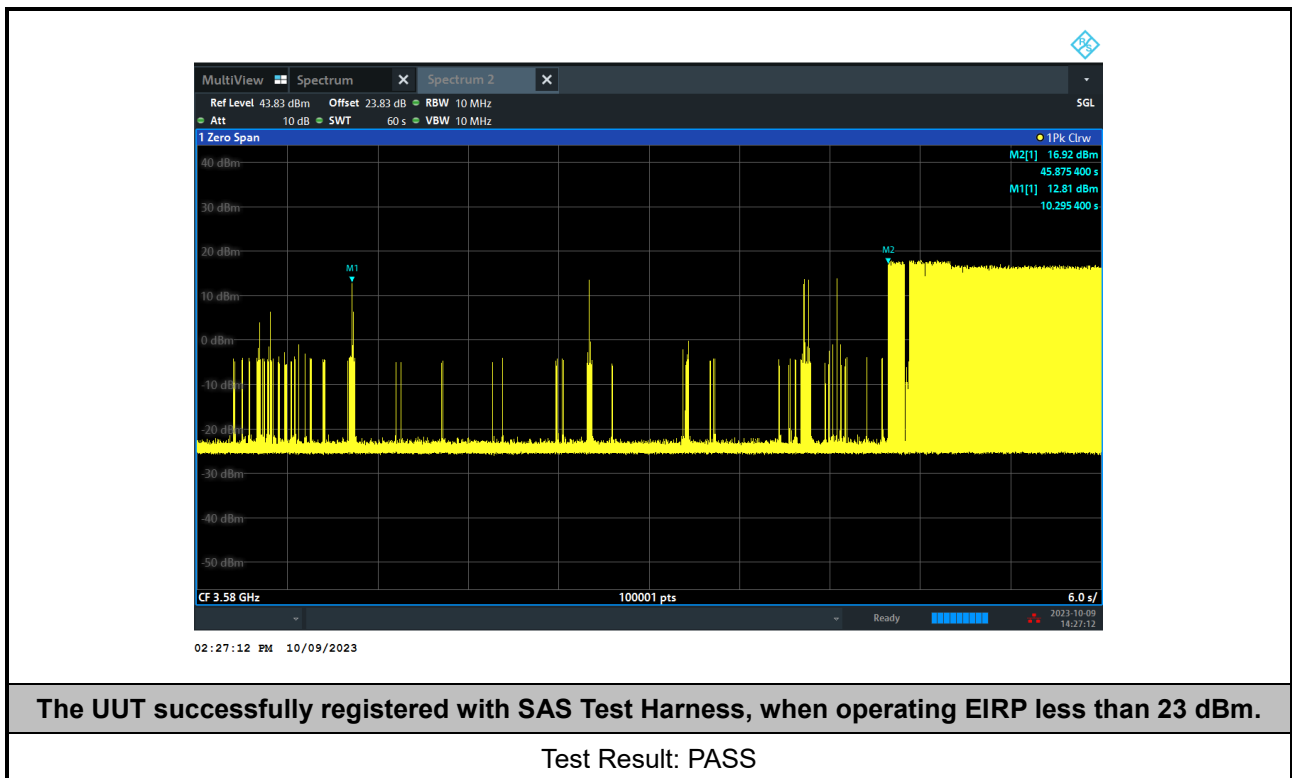 R&S
MultiView Spectrum X Spectrum 2 X
Ref Level 43.83 dBm Offset 23.83 dB RBW 10 MHz SGL
Att 10 dB SWT 60 s VBW 10 MHz
1 Zero Span 1Pk Clrw
M2[1] 16.92 dBm
45.875 400 s
M1[1] 12.81 dBm
10.295 400 s
40 dBm
30 dBm
20 dBm
M2
M1
10 dBm
0 dBm
-10 dBm
-20 dBm
-30 dBm
-40 dBm
-50 dBm
CF 3.58 GHz 100001 pts 6.0 s/
Ready 2023-10-09
14:27:12
02:27:12 PM 10/09/2023
The UUT successfully registered with SAS Test Harness, when operating EIRP less than 23 dBm.
Test Result: PASS